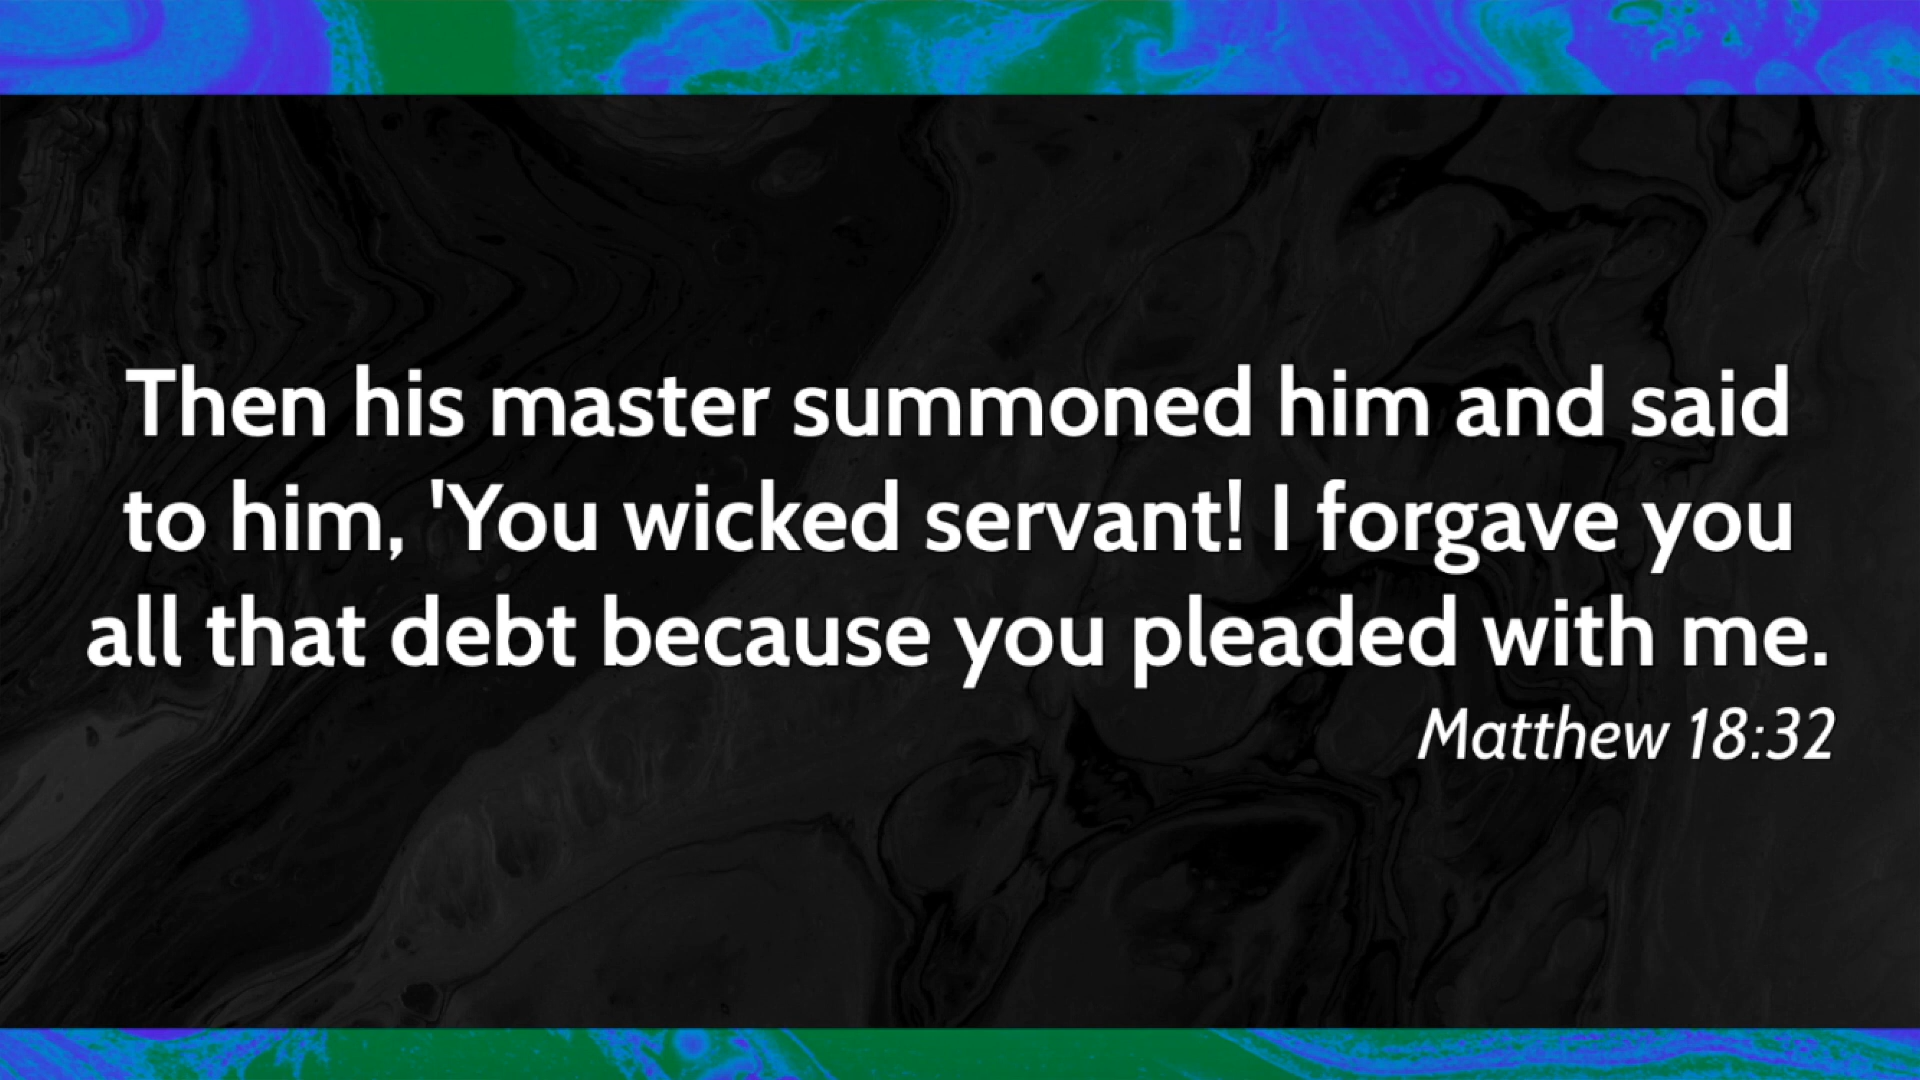 Then his master summoned him and said
to him, 'You wicked servant! I forgave you
all that debt because you pleaded with me.
Matthew 18:32